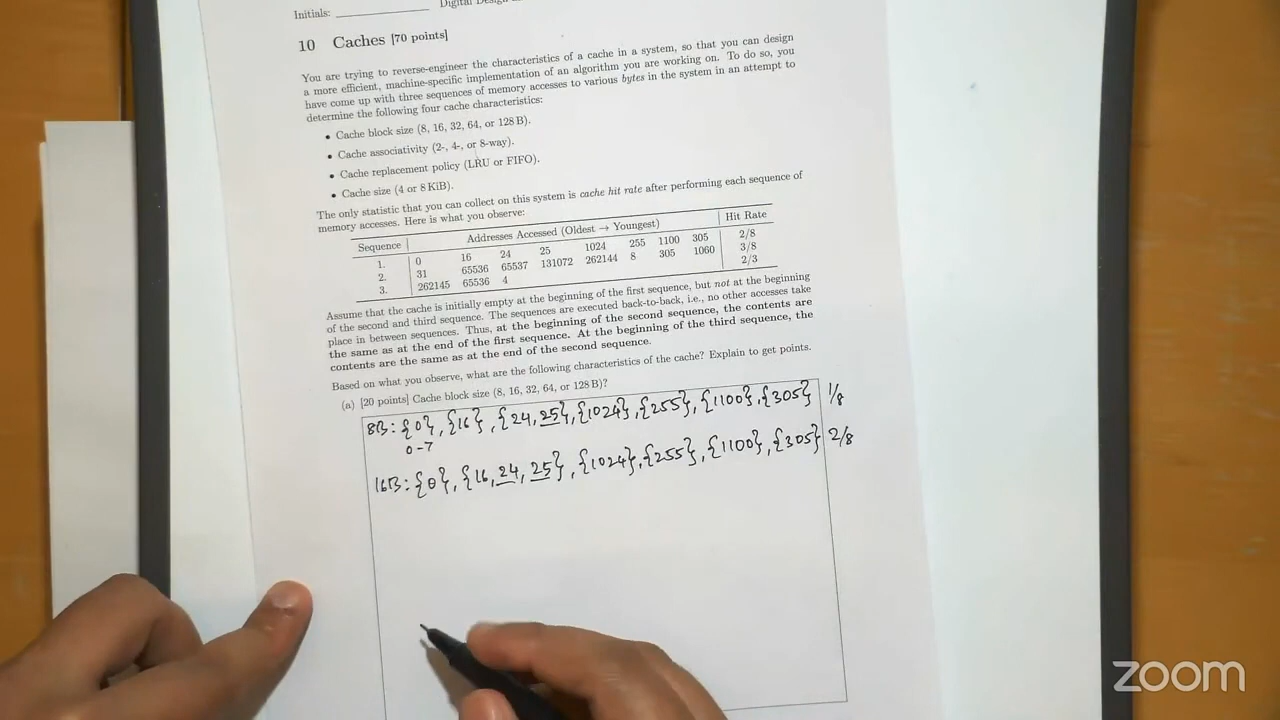 Initials: ____________ Digital Design
10 Caches [70 points]
You are trying to reverse-engineer the characteristics of a cache in a system, so that you can design
a more efficient, machine-specific implementation of an algorithm you are working on. To do so, you
have come up with three sequences of memory accesses to various bytes in the system in an attempt to
determine the following four cache characteristics:
• Cache block size (8, 16, 32, 64, or 128 B).
• Cache associativity (2-, 4-, or 8-way).
• Cache replacement policy (LRU or FIFO).
• Cache size (4 or 8 KiB).
The only statistic that you can collect on this system is cache hit rate after performing each sequence of
memory accesses. Here is what you observe:
Sequence Addresses Accessed (Oldest → Youngest) Hit Rate
1. 0 16 24 25 1024 255 1100 305 2/8
2. 31 65536 65537 131072 262144 8 305 1060 3/8
3. 262145 65536 4 2/3
Assume that the cache is initially empty at the beginning of the first sequence, but not at the beginning
of the second and third sequence. The sequences are executed back-to-back, i.e., no other accesses take
place in between sequences. Thus, at the beginning of the second sequence, the contents are
the same as at the end of the first sequence. At the beginning of the third sequence, the
contents are the same as at the end of the second sequence.
Based on what you observe, what are the following characteristics of the cache? Explain to get points.
(a) [20 points] Cache block size (8, 16, 32, 64, or 128 B)?
8B: {0}, {16}, {24, 25}, {1024}, {255}, {1100}, {305} 1/8
0-7
16B: {0}, {16, 24, 25}, {1024}, {255}, {1100}, {305} 2/8
zoom